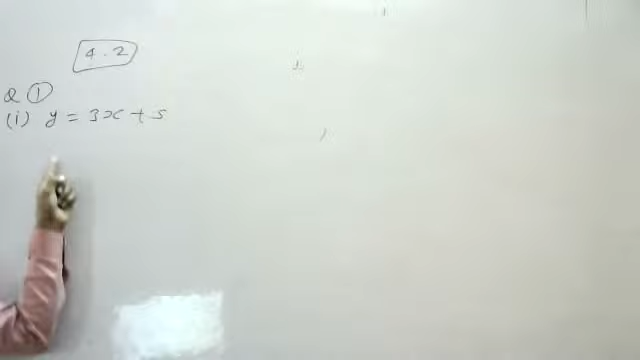 4.2
Q ①
(i) y = 3x + 5